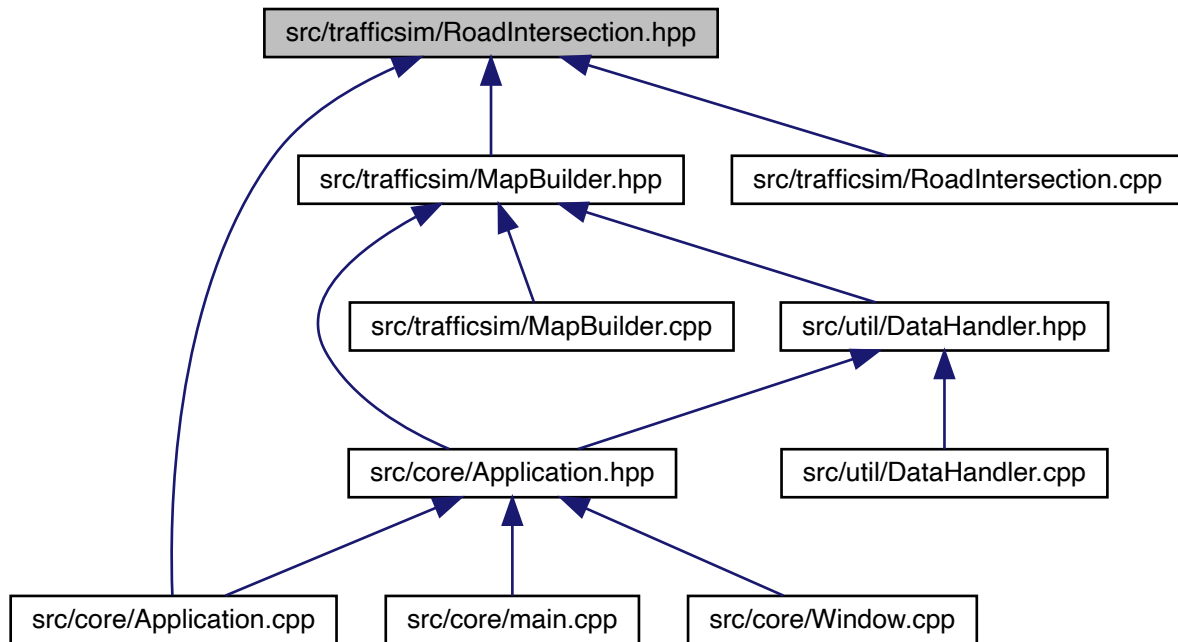 src/trafficsim/RoadIntersection.hpp
src/trafficsim/MapBuilder.hpp
src/trafficsim/RoadIntersection.cpp
src/trafficsim/MapBuilder.cpp
src/util/DataHandler.hpp
src/core/Application.hpp
src/util/DataHandler.cpp
src/core/Application.cpp
src/core/main.cpp
src/core/Window.cpp